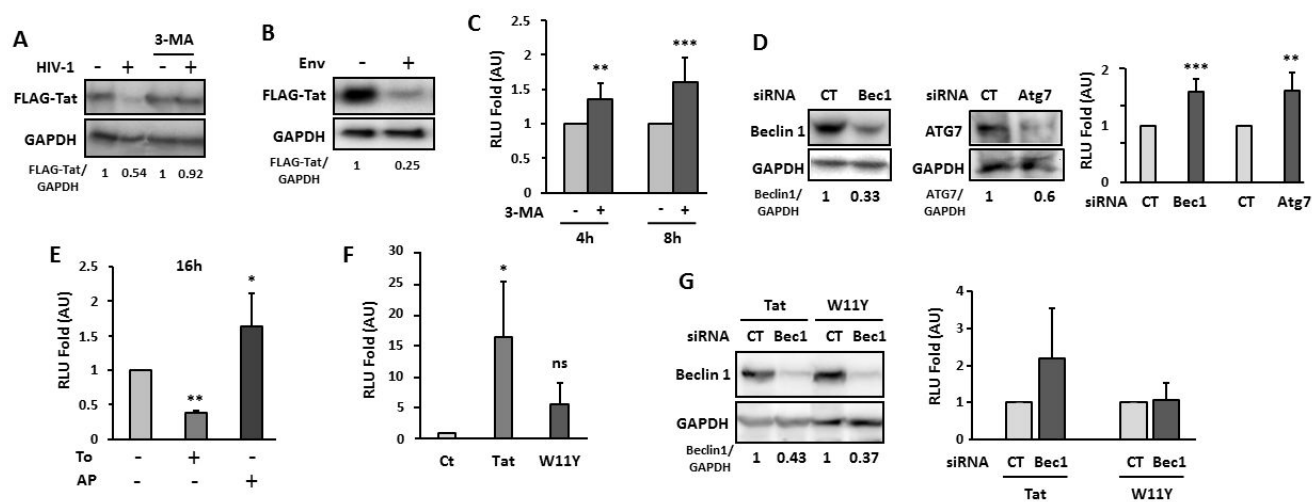 A
3-MA
HIV-1 - + - +
FLAG-Tat
GAPDH
FLAG-Tat/
GAPDH
1 0.54 1 0.92
B
Env - +
FLAG-Tat
GAPDH
FLAG-Tat/
GAPDH
1 0.25
C
RLU Fold (AU)
2.5
2
1.5
1
0.5
0
**
***
3-MA - + - +
4h 8h
D
siRNA CT Bec1
Beclin 1
GAPDH
Beclin1/
GAPDH
1 0.33
siRNA CT Atg7
ATG7
GAPDH
ATG7/
GAPDH
1 0.6
RLU Fold (AU)
2
1
1
0
***
**
siRNA CT Bec1 CT Atg7
E
16h
RLU Fold (AU)
2.5
2
1.5
1
0.5
0
**
*
To - + -
AP - - +
F
RLU Fold (AU)
30
25
20
15
10
5
0
*
ns
Ct Tat W11Y
G
Tat W11Y
siRNA CT Bec1 CT Bec1
Beclin 1
GAPDH
Beclin1/
GAPDH
1 0.43 1 0.37
RLU Fold (AU)
4
3
2
1
0
siRNA CT Bec1 CT Bec1
Tat W11Y